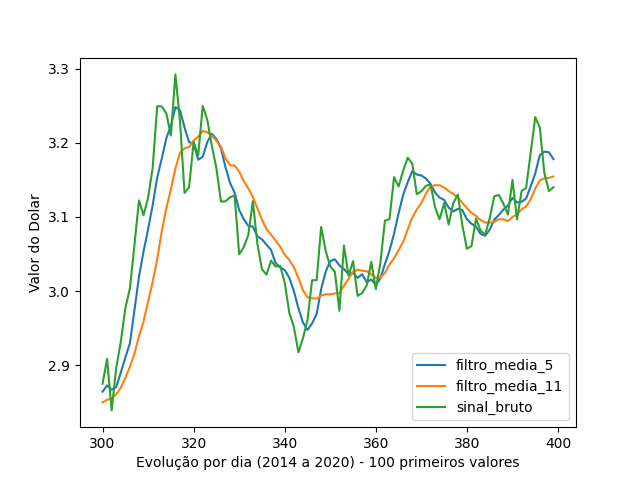 3.3
3.2
3.1
3.0
2.9
Valor do Dolar
filtro_media_5
filtro_media_11
sinal_bruto
300 320 340 360 380 400
Evolução por dia (2014 a 2020) - 100 primeiros valores